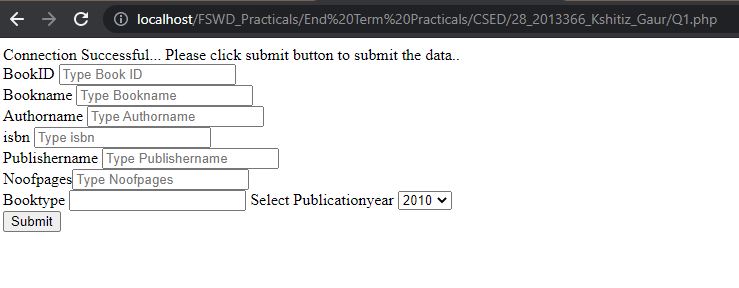 localhost/FSWD_Practicals/End%20Term%20Practicals/CSED/28_2013366_Kshitiz_Gaur/Q1.php
Connection Successful... Please click submit button to submit the data..
BookID Type Book ID
Bookname Type Bookname
Authorname Type Authorname
isbn Type isbn
Publishername Type Publishername
Noofpages Type Noofpages
Booktype Select Publicationyear 2010
Submit